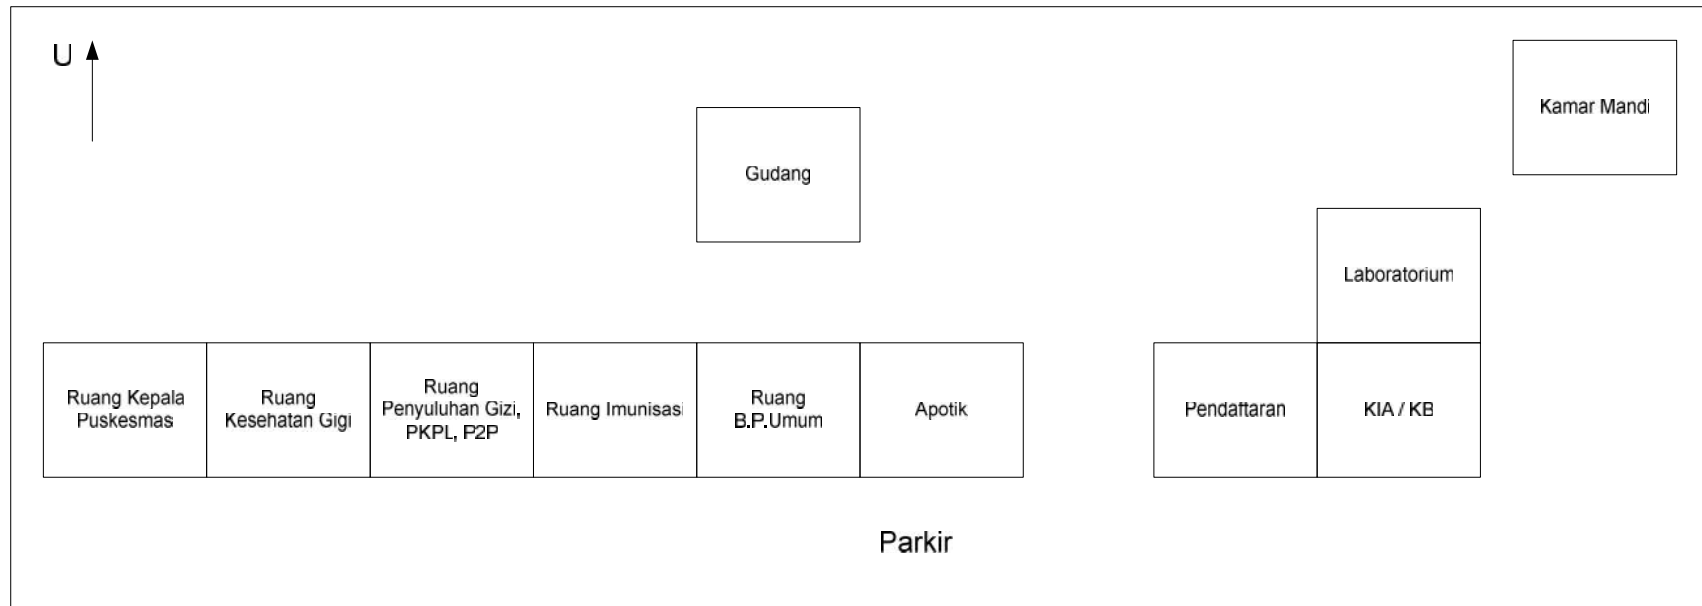 U
Kamar Mandi
Gudang
Laboratorium
Ruang Kepala
Puskesmas
Ruang
Kesehatan Gigi
Ruang
Penyuluhan Gizi,
PKPL, P2P
Ruang Imunisasi
Ruang
B.P.Umum
Apotik
Pendaftaran
KIA / KB
Parkir